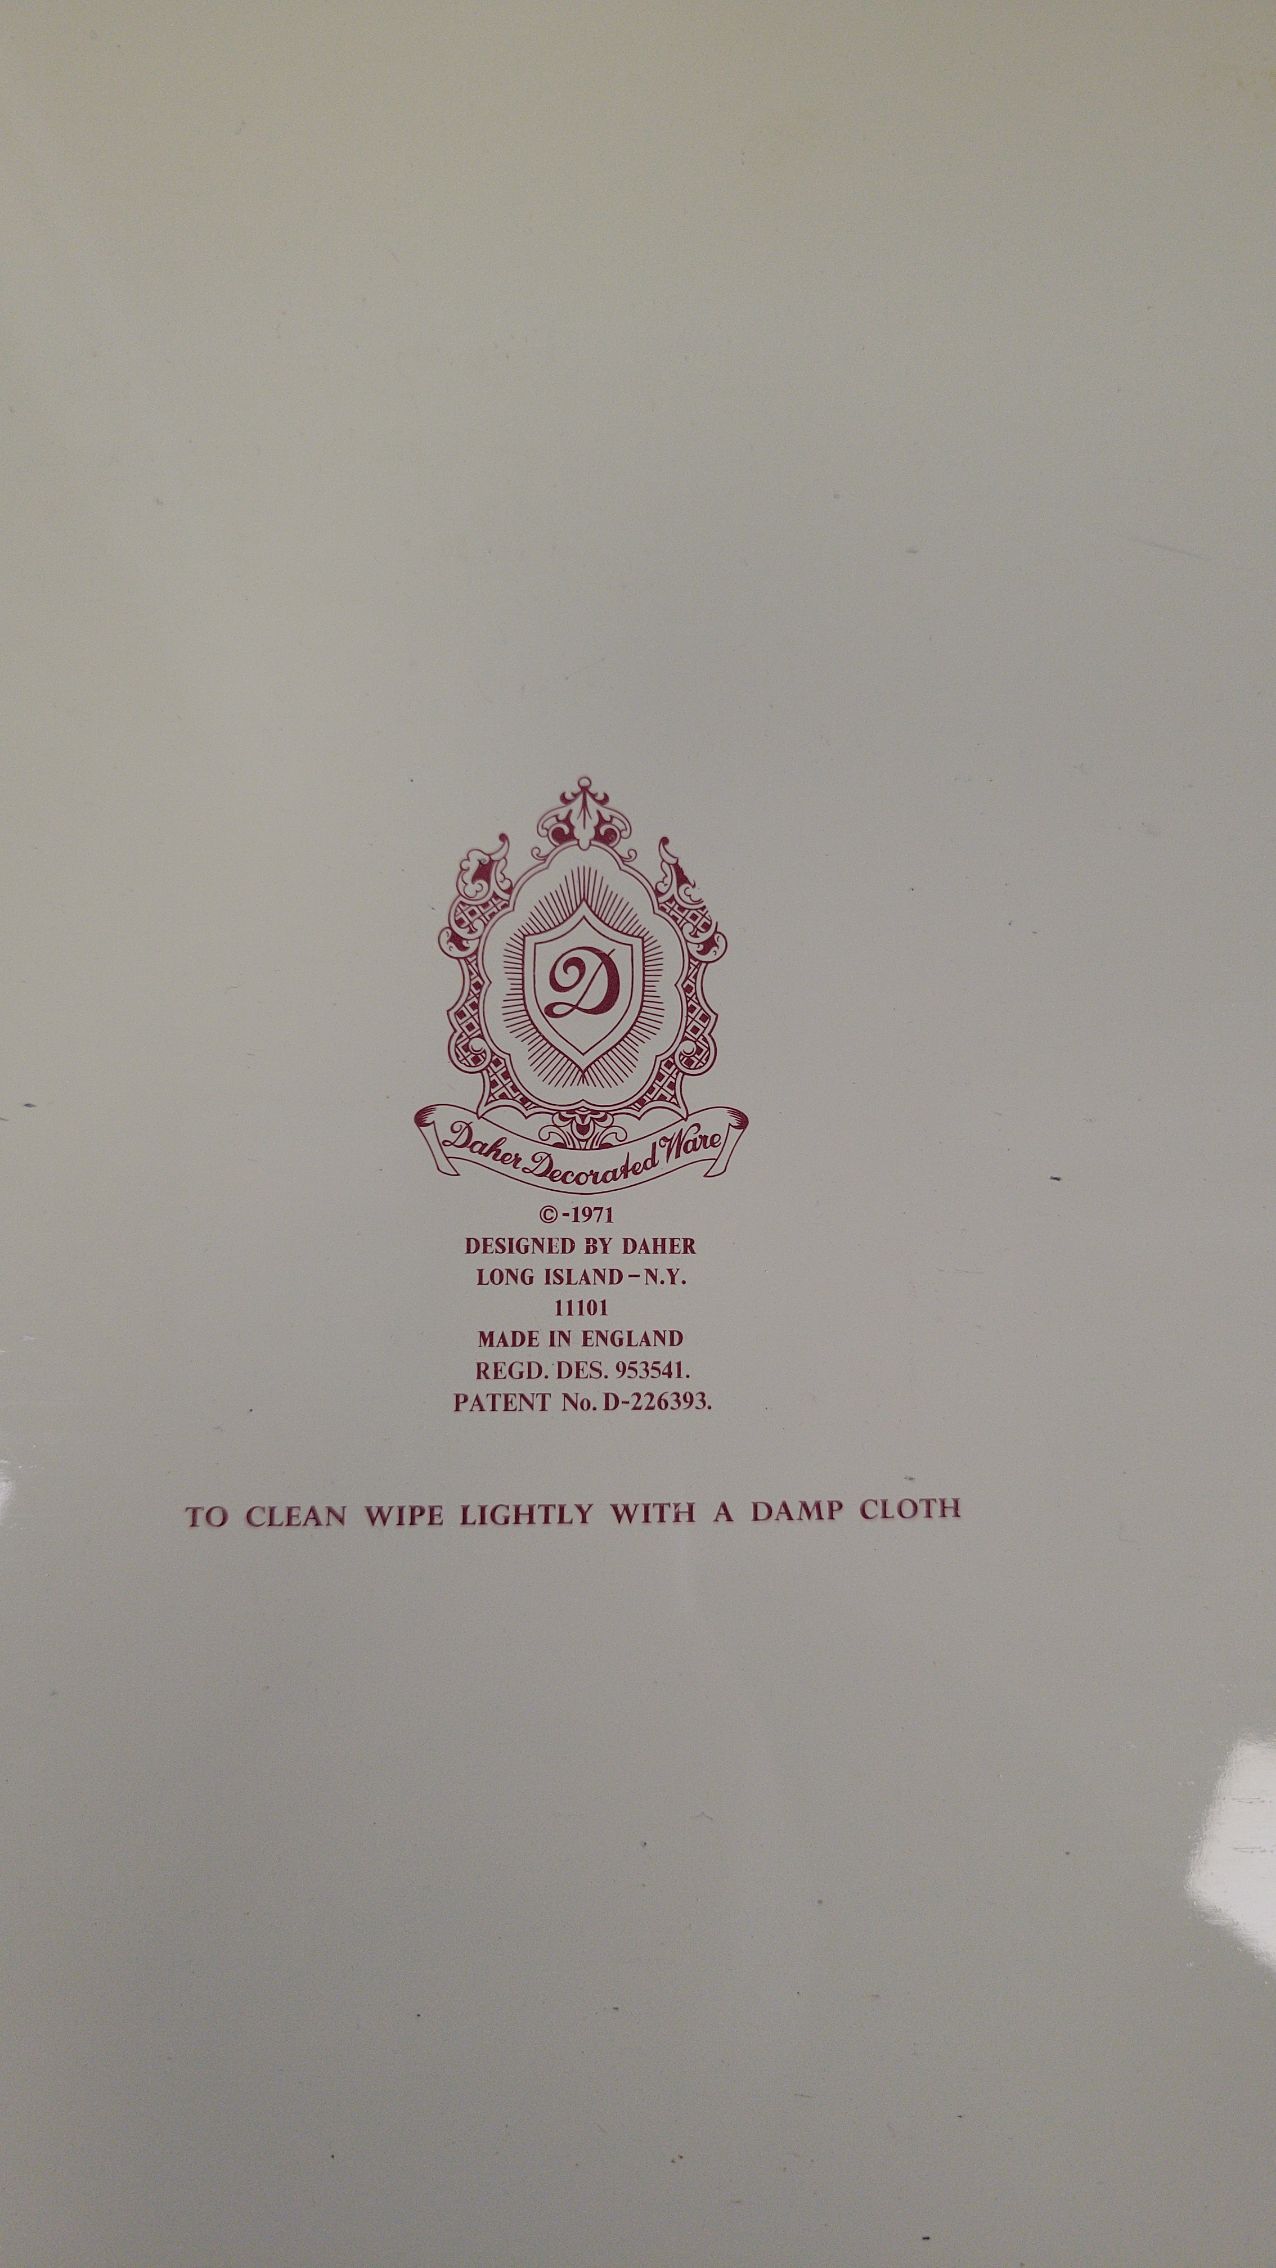 D
Daher Decorated Ware
©-1971
DESIGNED BY DAHER
LONG ISLAND-N.Y.
11101
MADE IN ENGLAND
REGD. DES. 953541.
PATENT No. D-226393.
TO CLEAN WIPE LIGHTLY WITH A DAMP CLOTH